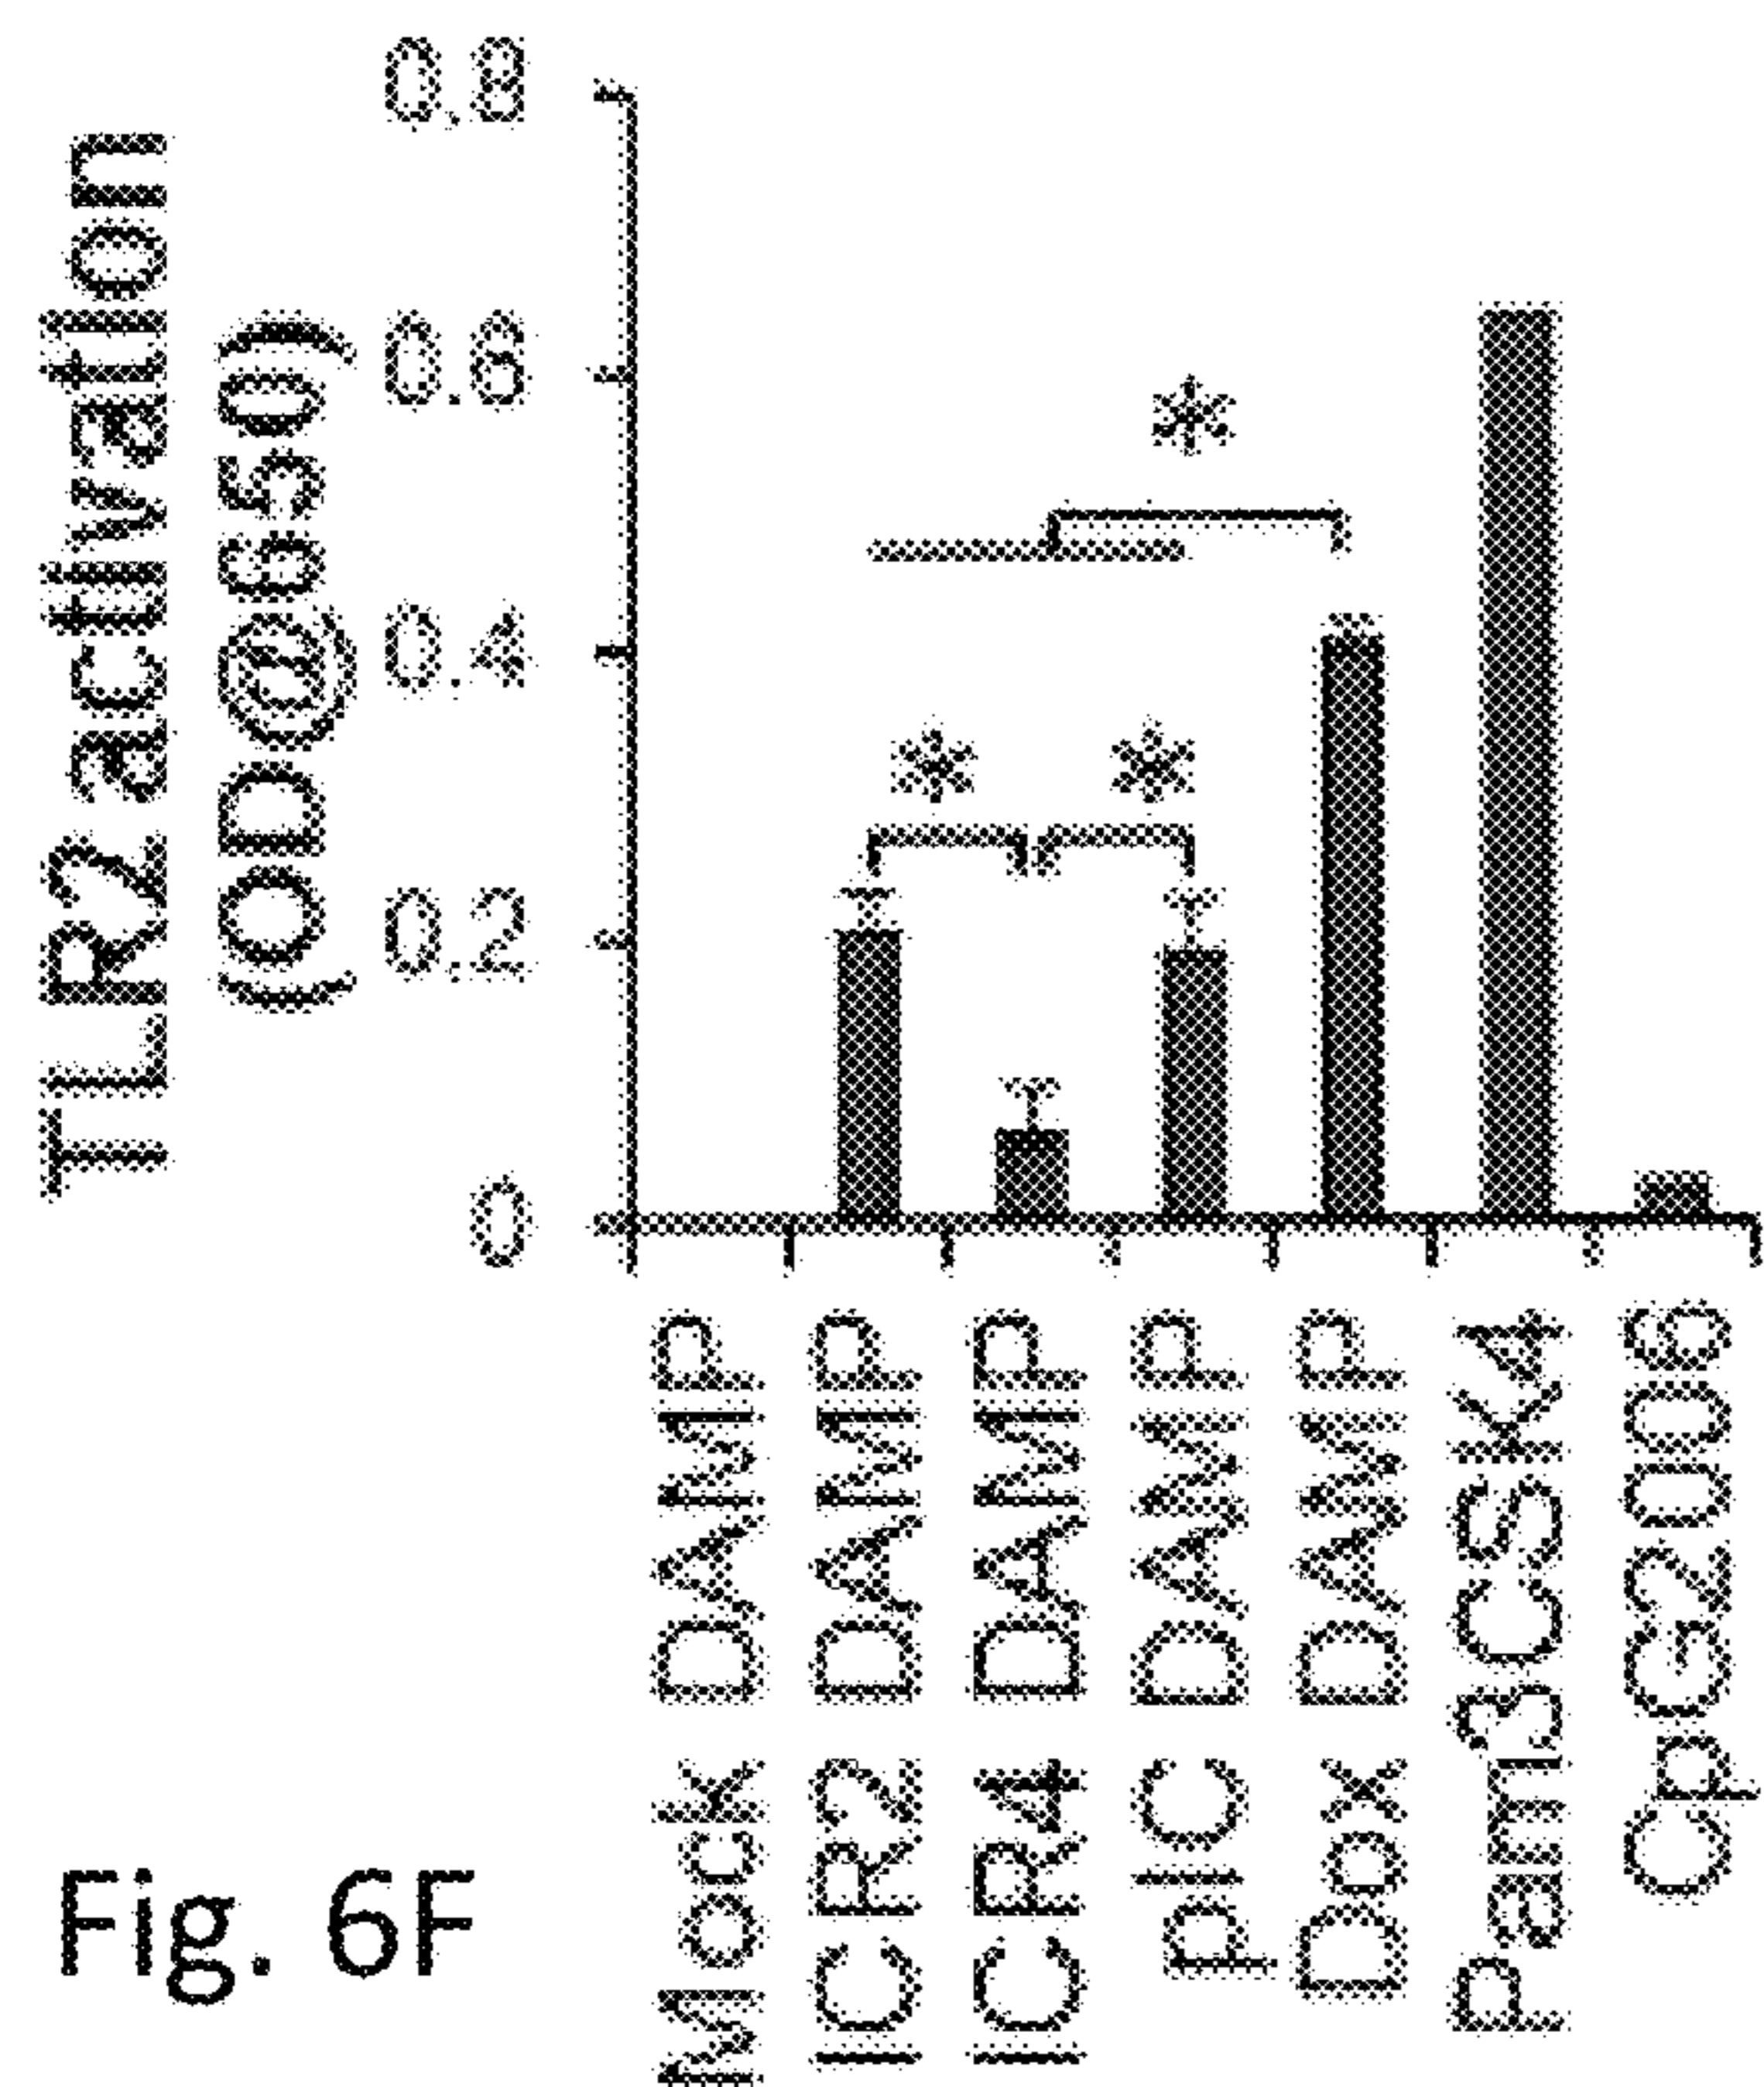 TLR2 activation
(OD@650)
0.8
0.6
0.4
0.2
0
*
* *
Mock DAMP
ICR2 DAMP
ICR4 DAMP
pIC DAMP
Dox DAMP
Pam3CSK4
CpG2006
Fig. 6F